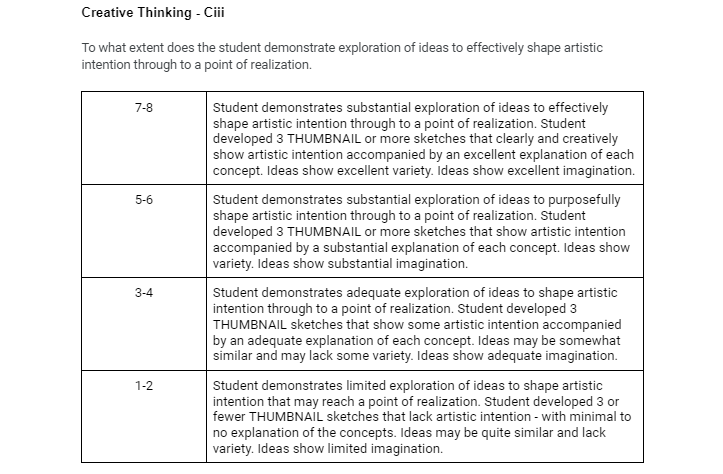 Creative Thinking - Ciii
To what extent does the student demonstrate exploration of ideas to effectively shape artistic
intention through to a point of realization.
7-8
Student demonstrates substantial exploration of ideas to effectively
shape artistic intention through to a point of realization. Student
developed 3 THUMBNAIL or more sketches that clearly and creatively
show artistic intention accompanied by an excellent explanation of each
concept. Ideas show excellent variety. Ideas show excellent imagination.
5-6
Student demonstrates substantial exploration of ideas to purposefully
shape artistic intention through to a point of realization. Student
developed 3 THUMBNAIL or more sketches that show artistic intention
accompanied by a substantial explanation of each concept. Ideas show
variety. Ideas show substantial imagination.
3-4
Student demonstrates adequate exploration of ideas to shape artistic
intention through to a point of realization. Student developed 3
THUMBNAIL sketches that show some artistic intention accompanied
by an adequate explanation of each concept. Ideas may be somewhat
similar and may lack some variety. Ideas show adequate imagination.
1-2
Student demonstrates limited exploration of ideas to shape artistic
intention that may reach a point of realization. Student developed 3 or
fewer THUMBNAIL sketches that lack artistic intention - with minimal to
no explanation of the concepts. Ideas may be quite similar and lack
variety. Ideas show limited imagination.